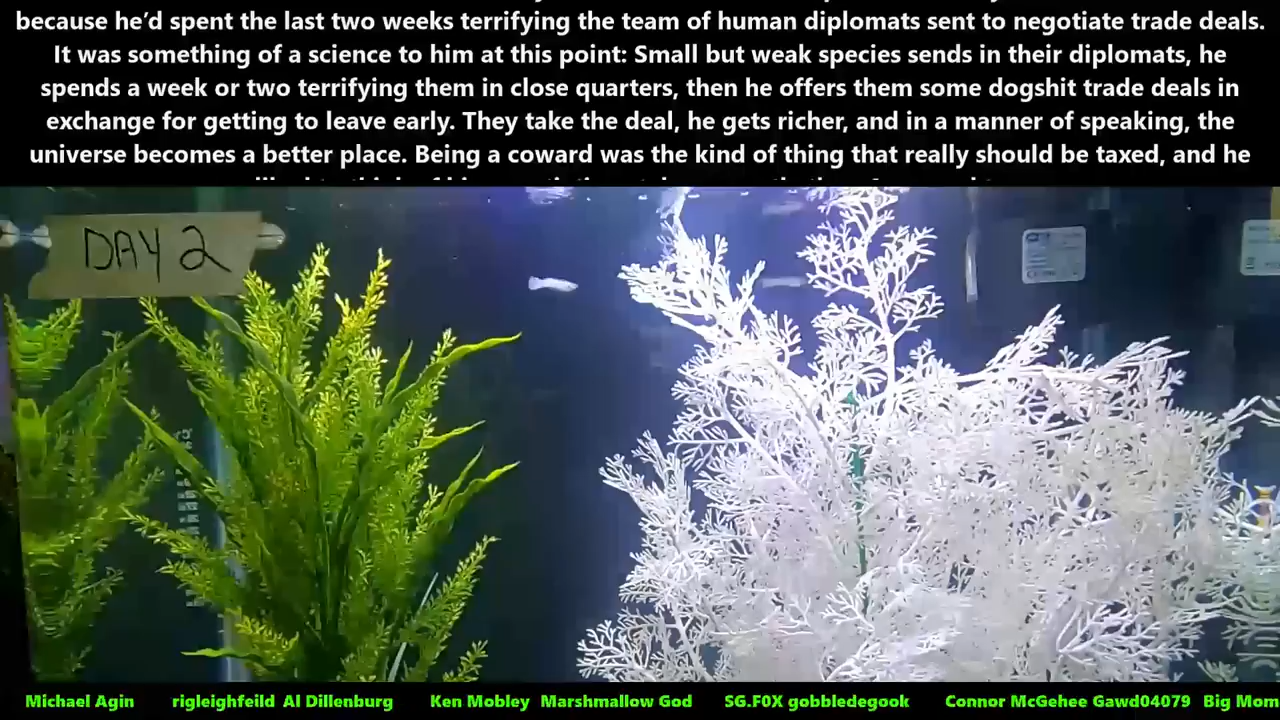 because he’d spent the last two weeks terrifying the team of human diplomats sent to negotiate trade deals.
It was something of a science to him at this point: Small but weak species sends in their diplomats, he
spends a week or two terrifying them in close quarters, then he offers them some dogshit trade deals in
exchange for getting to leave early. They take the deal, he gets richer, and in a manner of speaking, the
universe becomes a better place. Being a coward was the kind of thing that really should be taxed, and he
DAY 2
Michael Agin rigleighfeild Al Dillenburg Ken Mobley Marshmallow God SG.F0X gobbledegook Connor McGehee Gawd04079 Big Mom